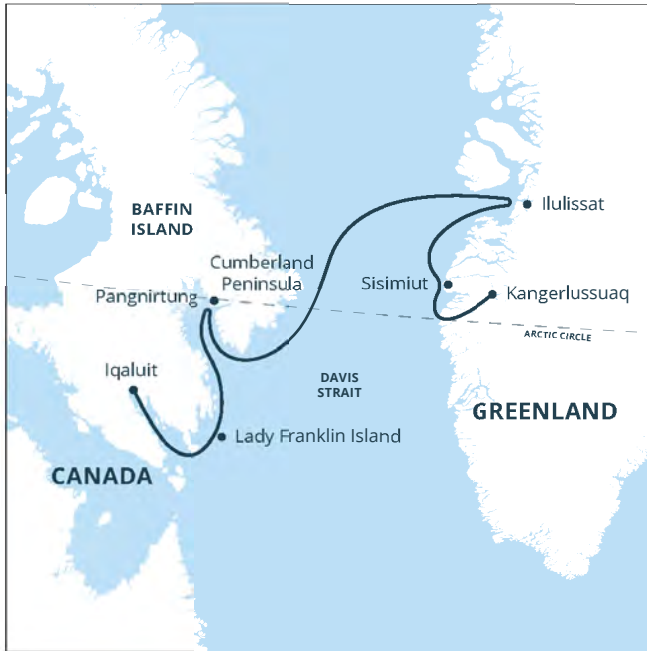 Ilulissat
BAFFIN
ISLAND
Cumberland
Peninsula
Sisimiut
Pangnirtung
Kangerlussuaq
ARCTIC CIRCLE
Iqaluit
DAVIS
STRAIT
GREENLAND
Lady Franklin Island
CANADA